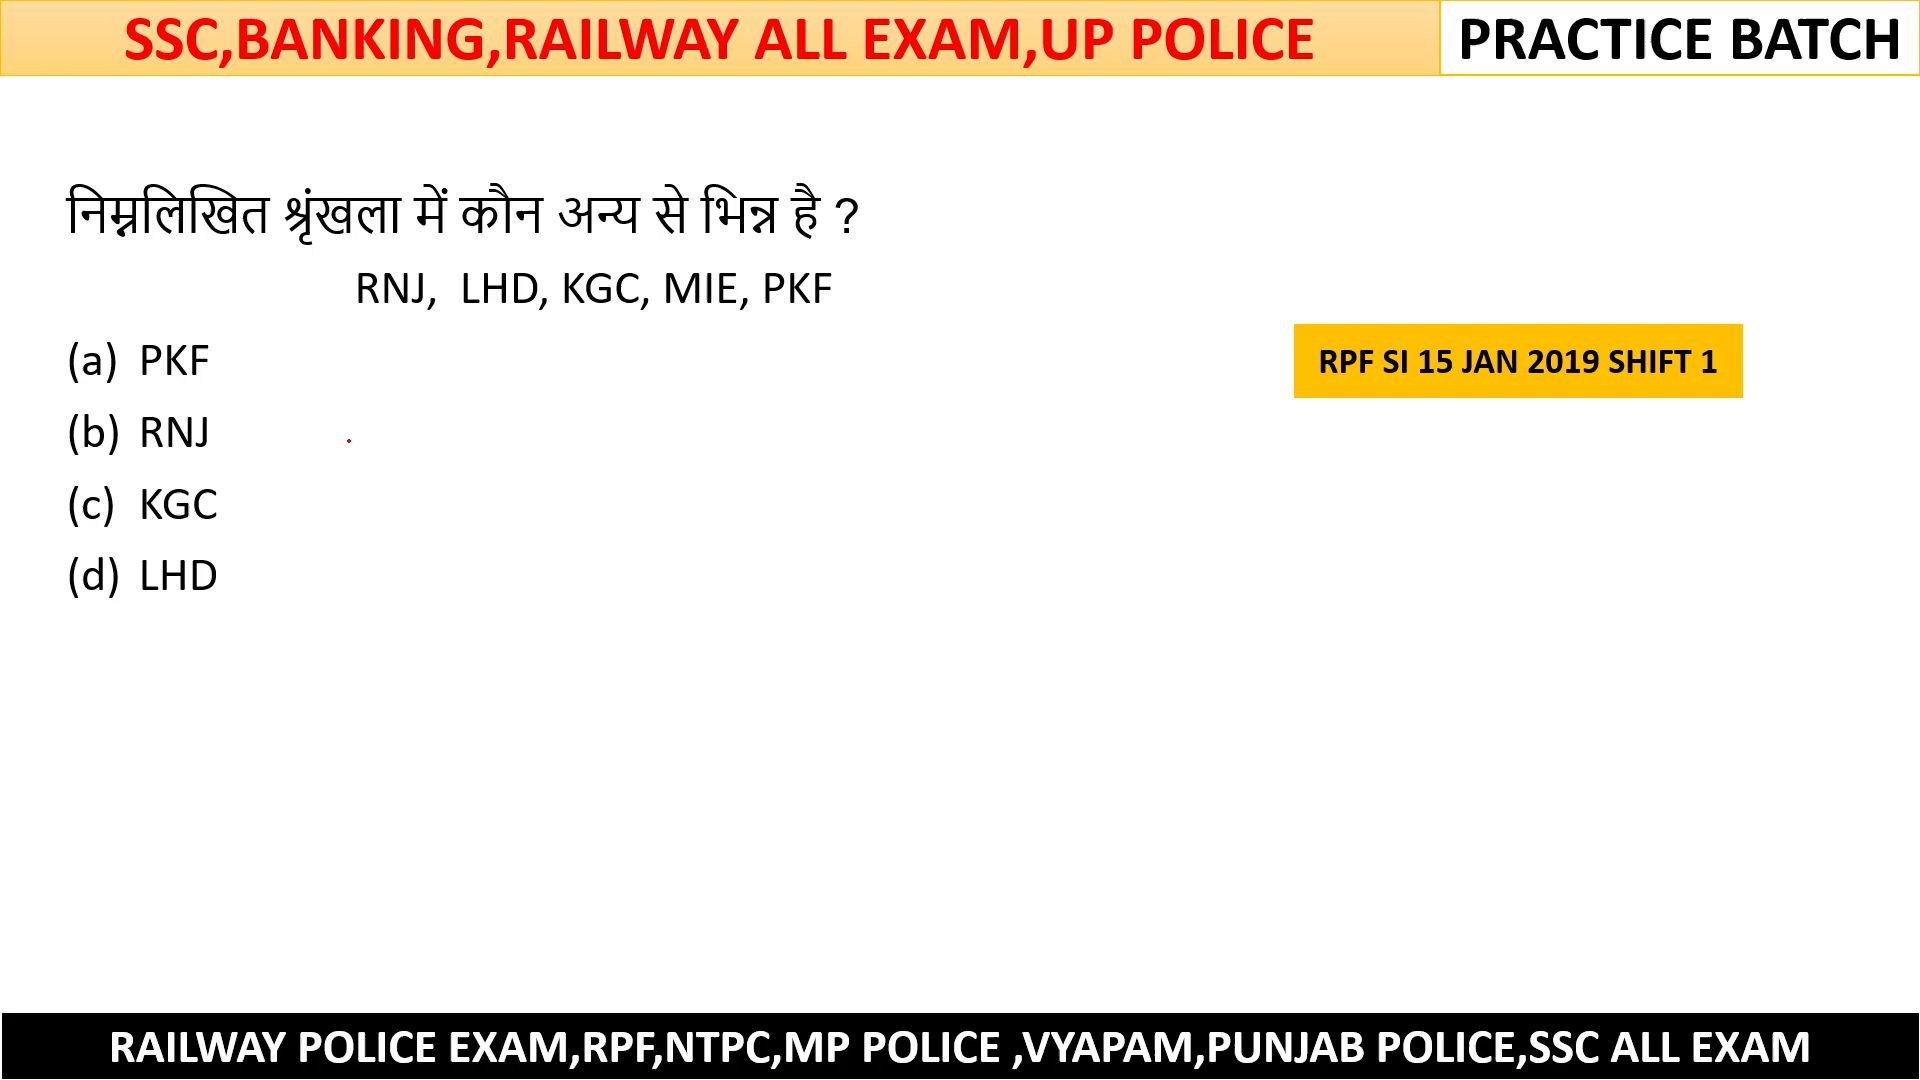 SSC,BANKING,RAILWAY ALL EXAM,UP POLICE
PRACTICE BATCH
निम्नलिखित श्रृंखला में कौन अन्य से भिन्न है ?
RNJ, LHD, KGC, MIE, PKF
(a) PKF
RPF SI 15 JAN 2019 SHIFT 1
(b) RNJ
(c) KGC
(d) LHD
RAILWAY POLICE EXAM,RPF,NTPC,MP POLICE ,VYAPAM,PUNJAB POLICE,SSC ALL EXAM